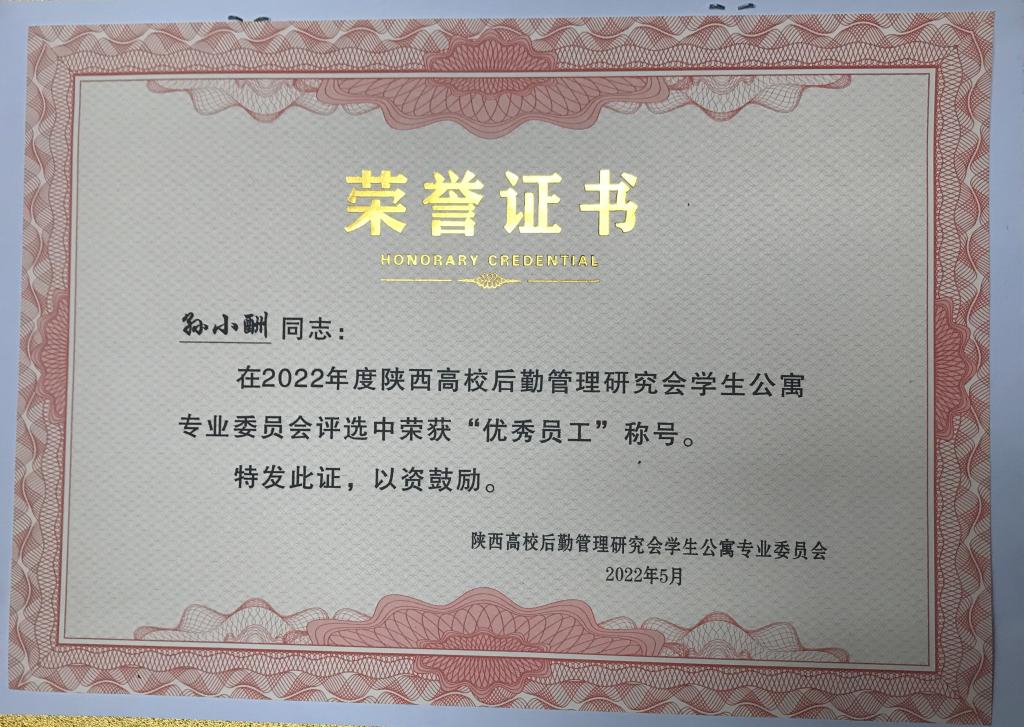 荣誉证书
HONORARY CREDENTIAL
孙小酬 同志：
在2022年度陕西高校后勤管理研究会学生公寓
专业委员会评选中荣获“优秀员工”称号。
特发此证，以资鼓励。
陕西高校后勤管理研究会学生公寓专业委员会
2022年5月